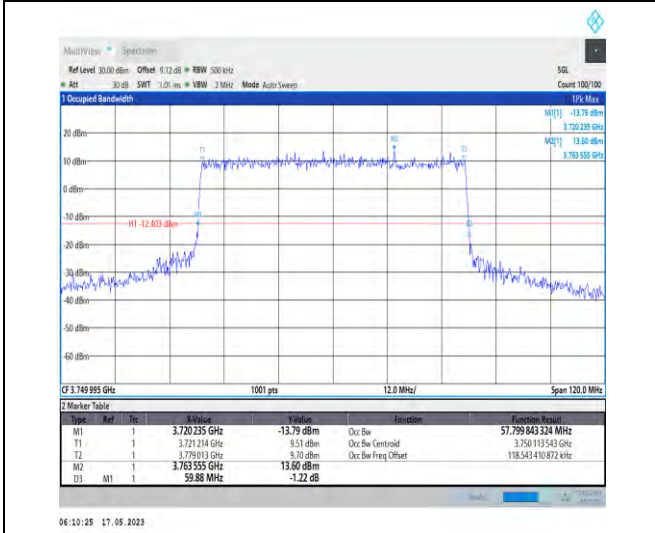 MultiView Spectrum
Ref Level 30.00 dBm Offset 9.12 dB RBW 500 kHz SGL
Att 30 dB SWT 1.01 ms VBW 2 MHz Mode Auto Sweep Count 100/100
1 Occupied Bandwidth 1Pk Max
M1[1] -13.79 dBm
3.720 235 GHz
M2[1] 13.60 dBm
3.763 555 GHz
20 dBm
M2
T1 T2
10 dBm
0 dBm
-10 dBm
M1
H1 -12.403 dBm
D3
-20 dBm
-30 dBm
-40 dBm
-50 dBm
-60 dBm
CF 3.749 995 GHz 1001 pts 12.0 MHz/ Span 120.0 MHz
2 Marker Table
Type Ref Trc X-Value Y-Value Function Function Result
M1 1 3.720 235 GHz -13.79 dBm Occ Bw 57.799 843 324 MHz
T1 1 3.721 214 GHz 9.51 dBm Occ Bw Centroid 3.750 113 543 GHz
T2 1 3.779 013 GHz 9.70 dBm Occ Bw Freq Offset 118.543 410 872 kHz
M2 1 3.763 555 GHz 13.60 dBm
D3 M1 1 59.88 MHz -1.22 dB
06:10:25 17.05.2023